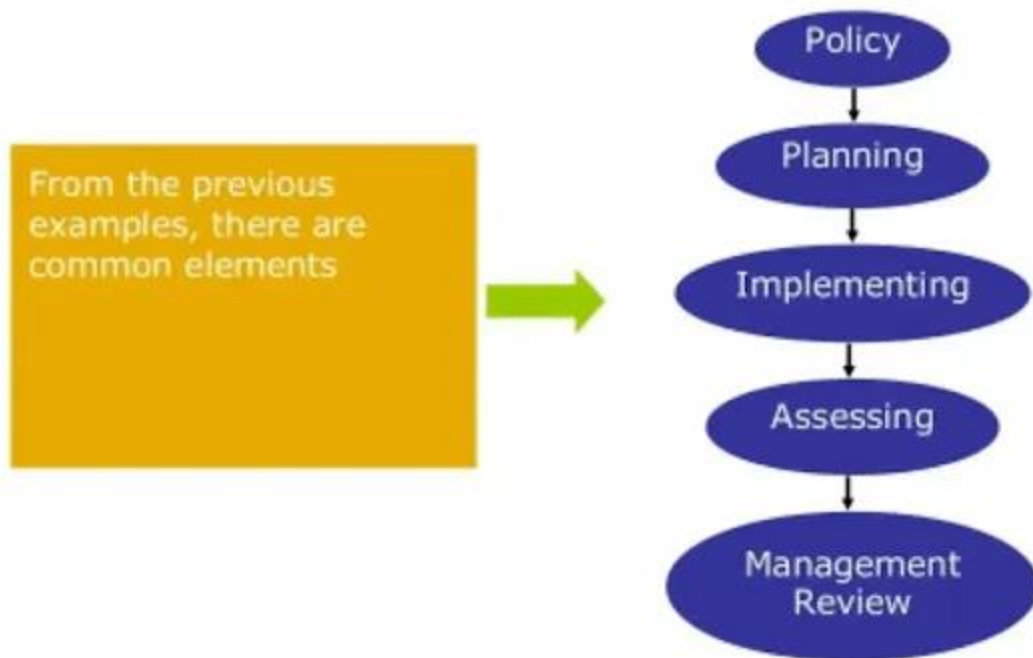 From the previous
examples, there are
common elements
Policy
Planning
Implementing
Assessing
Management
Review